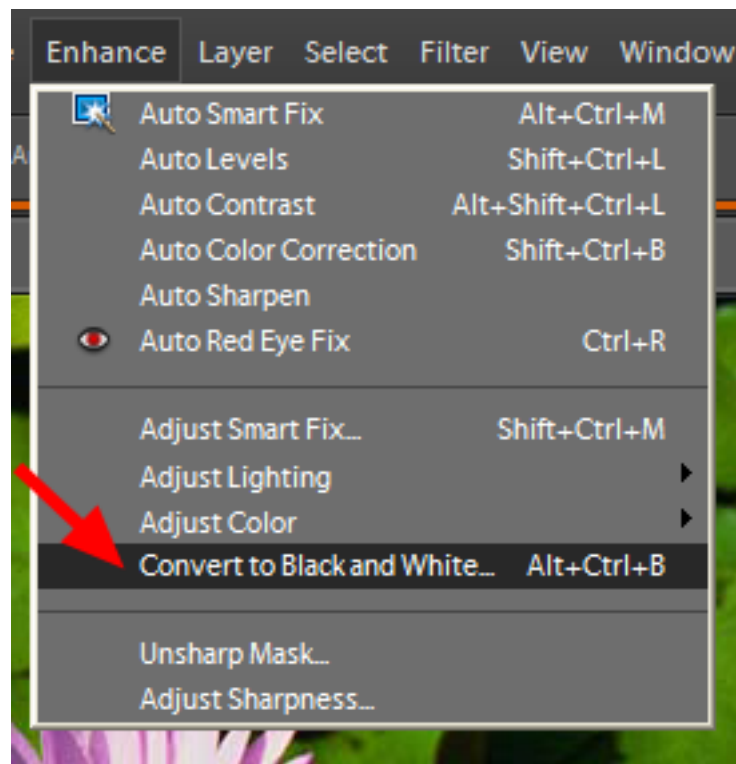 Enhance Layer Select Filter View Window
Auto Smart Fix Alt+Ctrl+M
Auto Levels Shift+Ctrl+L
Auto Contrast Alt+Shift+Ctrl+L
Auto Color Correction Shift+Ctrl+B
Auto Sharpen
Auto Red Eye Fix Ctrl+R
Adjust Smart Fix... Shift+Ctrl+M
Adjust Lighting
Adjust Color
Convert to Black and White... Alt+Ctrl+B
Unsharp Mask...
Adjust Sharpness...